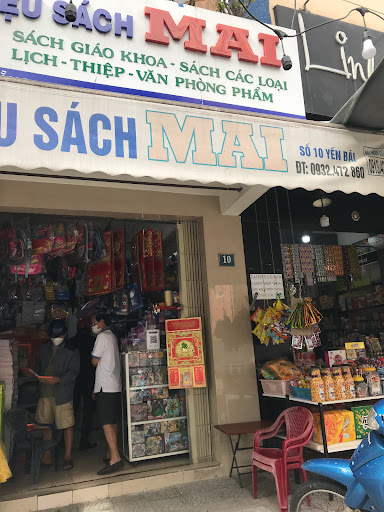 ỆU SÁCH MAI
SÁCH GIÁO KHOA - SÁCH CÁC LOẠI
LỊCH - THIỆP - VĂN PHÒNG PHẨM
U SÁCH MAI
SỐ 10 YÊN BÁI
ĐT: 0932.472 860
10